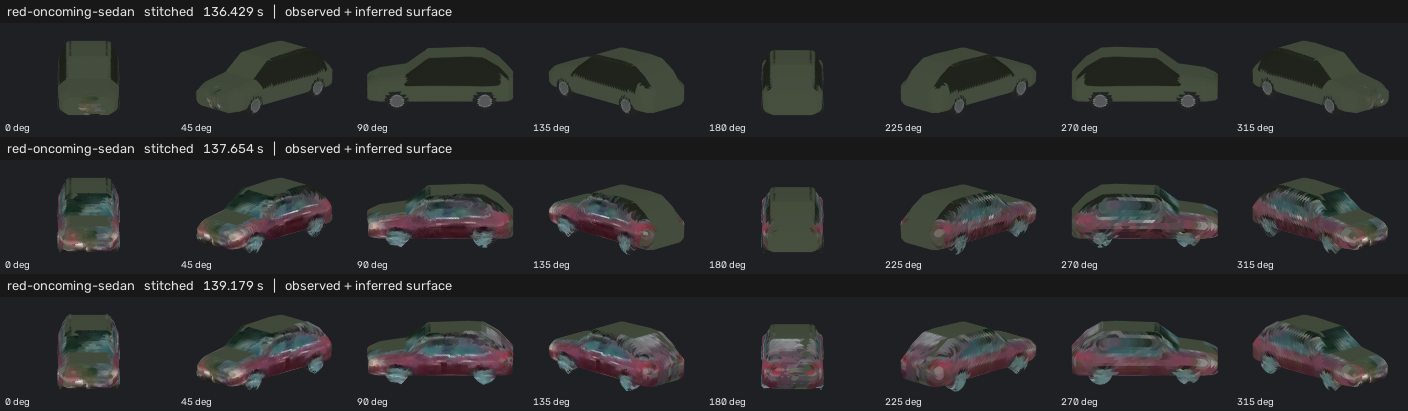 red-oncoming-sedan stitched 136.429 s | observed + inferred surface
0 deg 45 deg 90 deg 135 deg 180 deg 225 deg 270 deg 315 deg
red-oncoming-sedan stitched 137.654 s | observed + inferred surface
0 deg 45 deg 90 deg 135 deg 180 deg 225 deg 270 deg 315 deg
red-oncoming-sedan stitched 139.179 s | observed + inferred surface
0 deg 45 deg 90 deg 135 deg 180 deg 225 deg 270 deg 315 deg